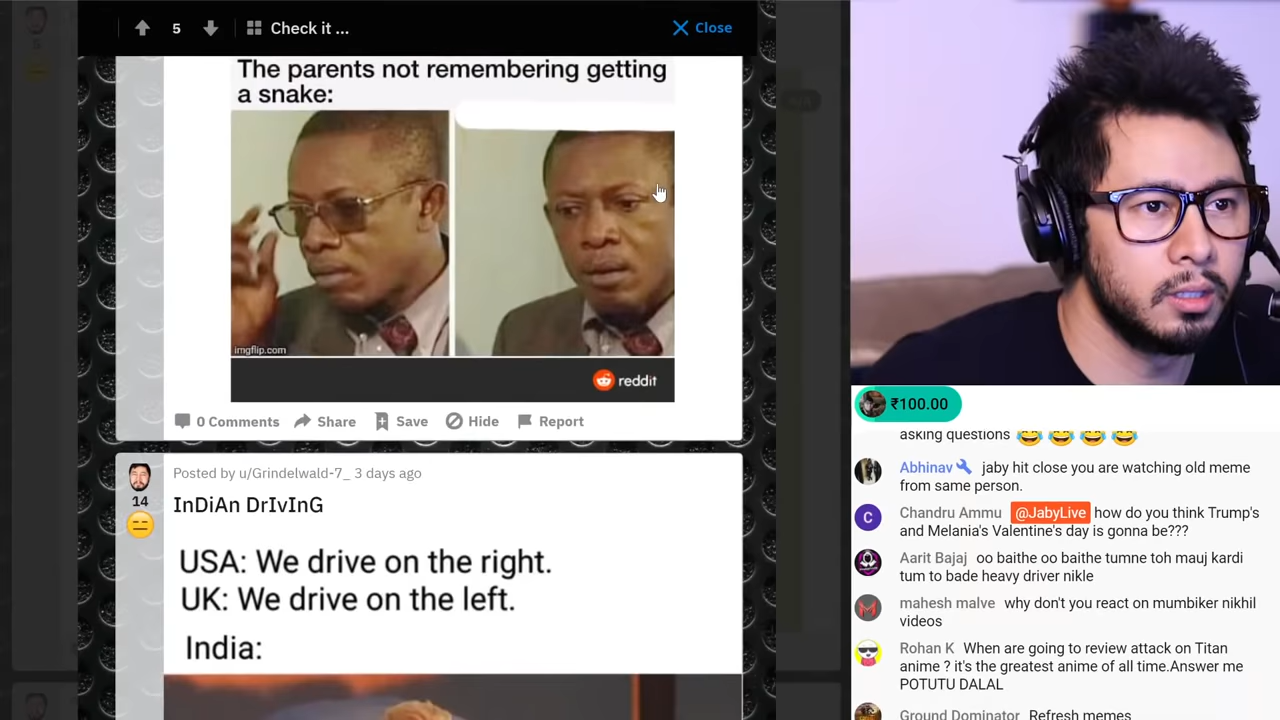 5
Check it ...
Close
The parents not remembering getting
a snake:
imgflip.com
reddit
0 Comments
Share
Save
Hide
Report
Posted by u/Grindelwald-7_ 3 days ago
14
InDiAn DrIvInG
USA: We drive on the right.
UK: We drive on the left.
India:
₹100.00
asking questions
Abhinav jaby hit close you are watching old meme
from same person.
Chandru Ammu @JabyLive how do you think Trump's
and Melania's Valentine's day is gonna be???
Aarit Bajaj oo baithe oo baithe tumne toh mauj kardi
tum to bade heavy driver nikle
mahesh malve why don't you react on mumbiker nikhil
videos
Rohan K When are going to review attack on Titan
anime ? it's the greatest anime of all time.Answer me
POTUTU DALAL
Ground Dominator Refresh memes